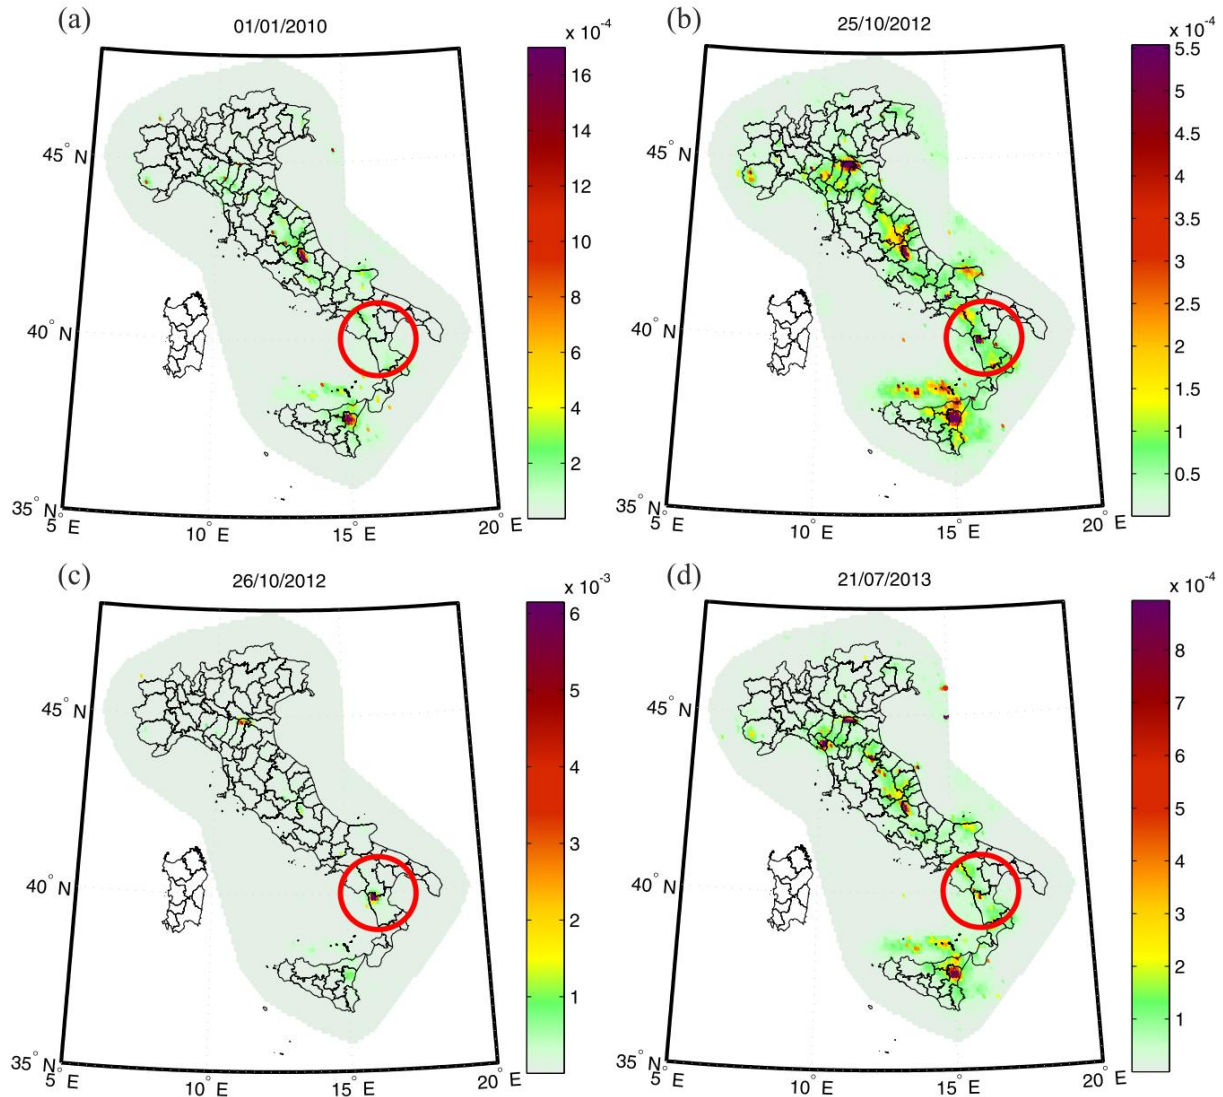 (a)
01/01/2010
x 10-4
16
14
12
10
8
6
4
2
45° N
40° N
35° N
5° E
10° E
15° E
20° E
(b)
25/10/2012
x 10-4
5.5
5
4.5
4
3.5
3
2.5
2
1.5
1
0.5
45° N
40° N
35° N
5° E
10° E
15° E
20° E
(c)
26/10/2012
x 10-3
6
5
4
3
2
1
45° N
40° N
35° N
5° E
10° E
15° E
20° E
(d)
21/07/2013
x 10-4
8
7
6
5
4
3
2
1
45° N
40° N
35° N
5° E
10° E
15° E
20° E